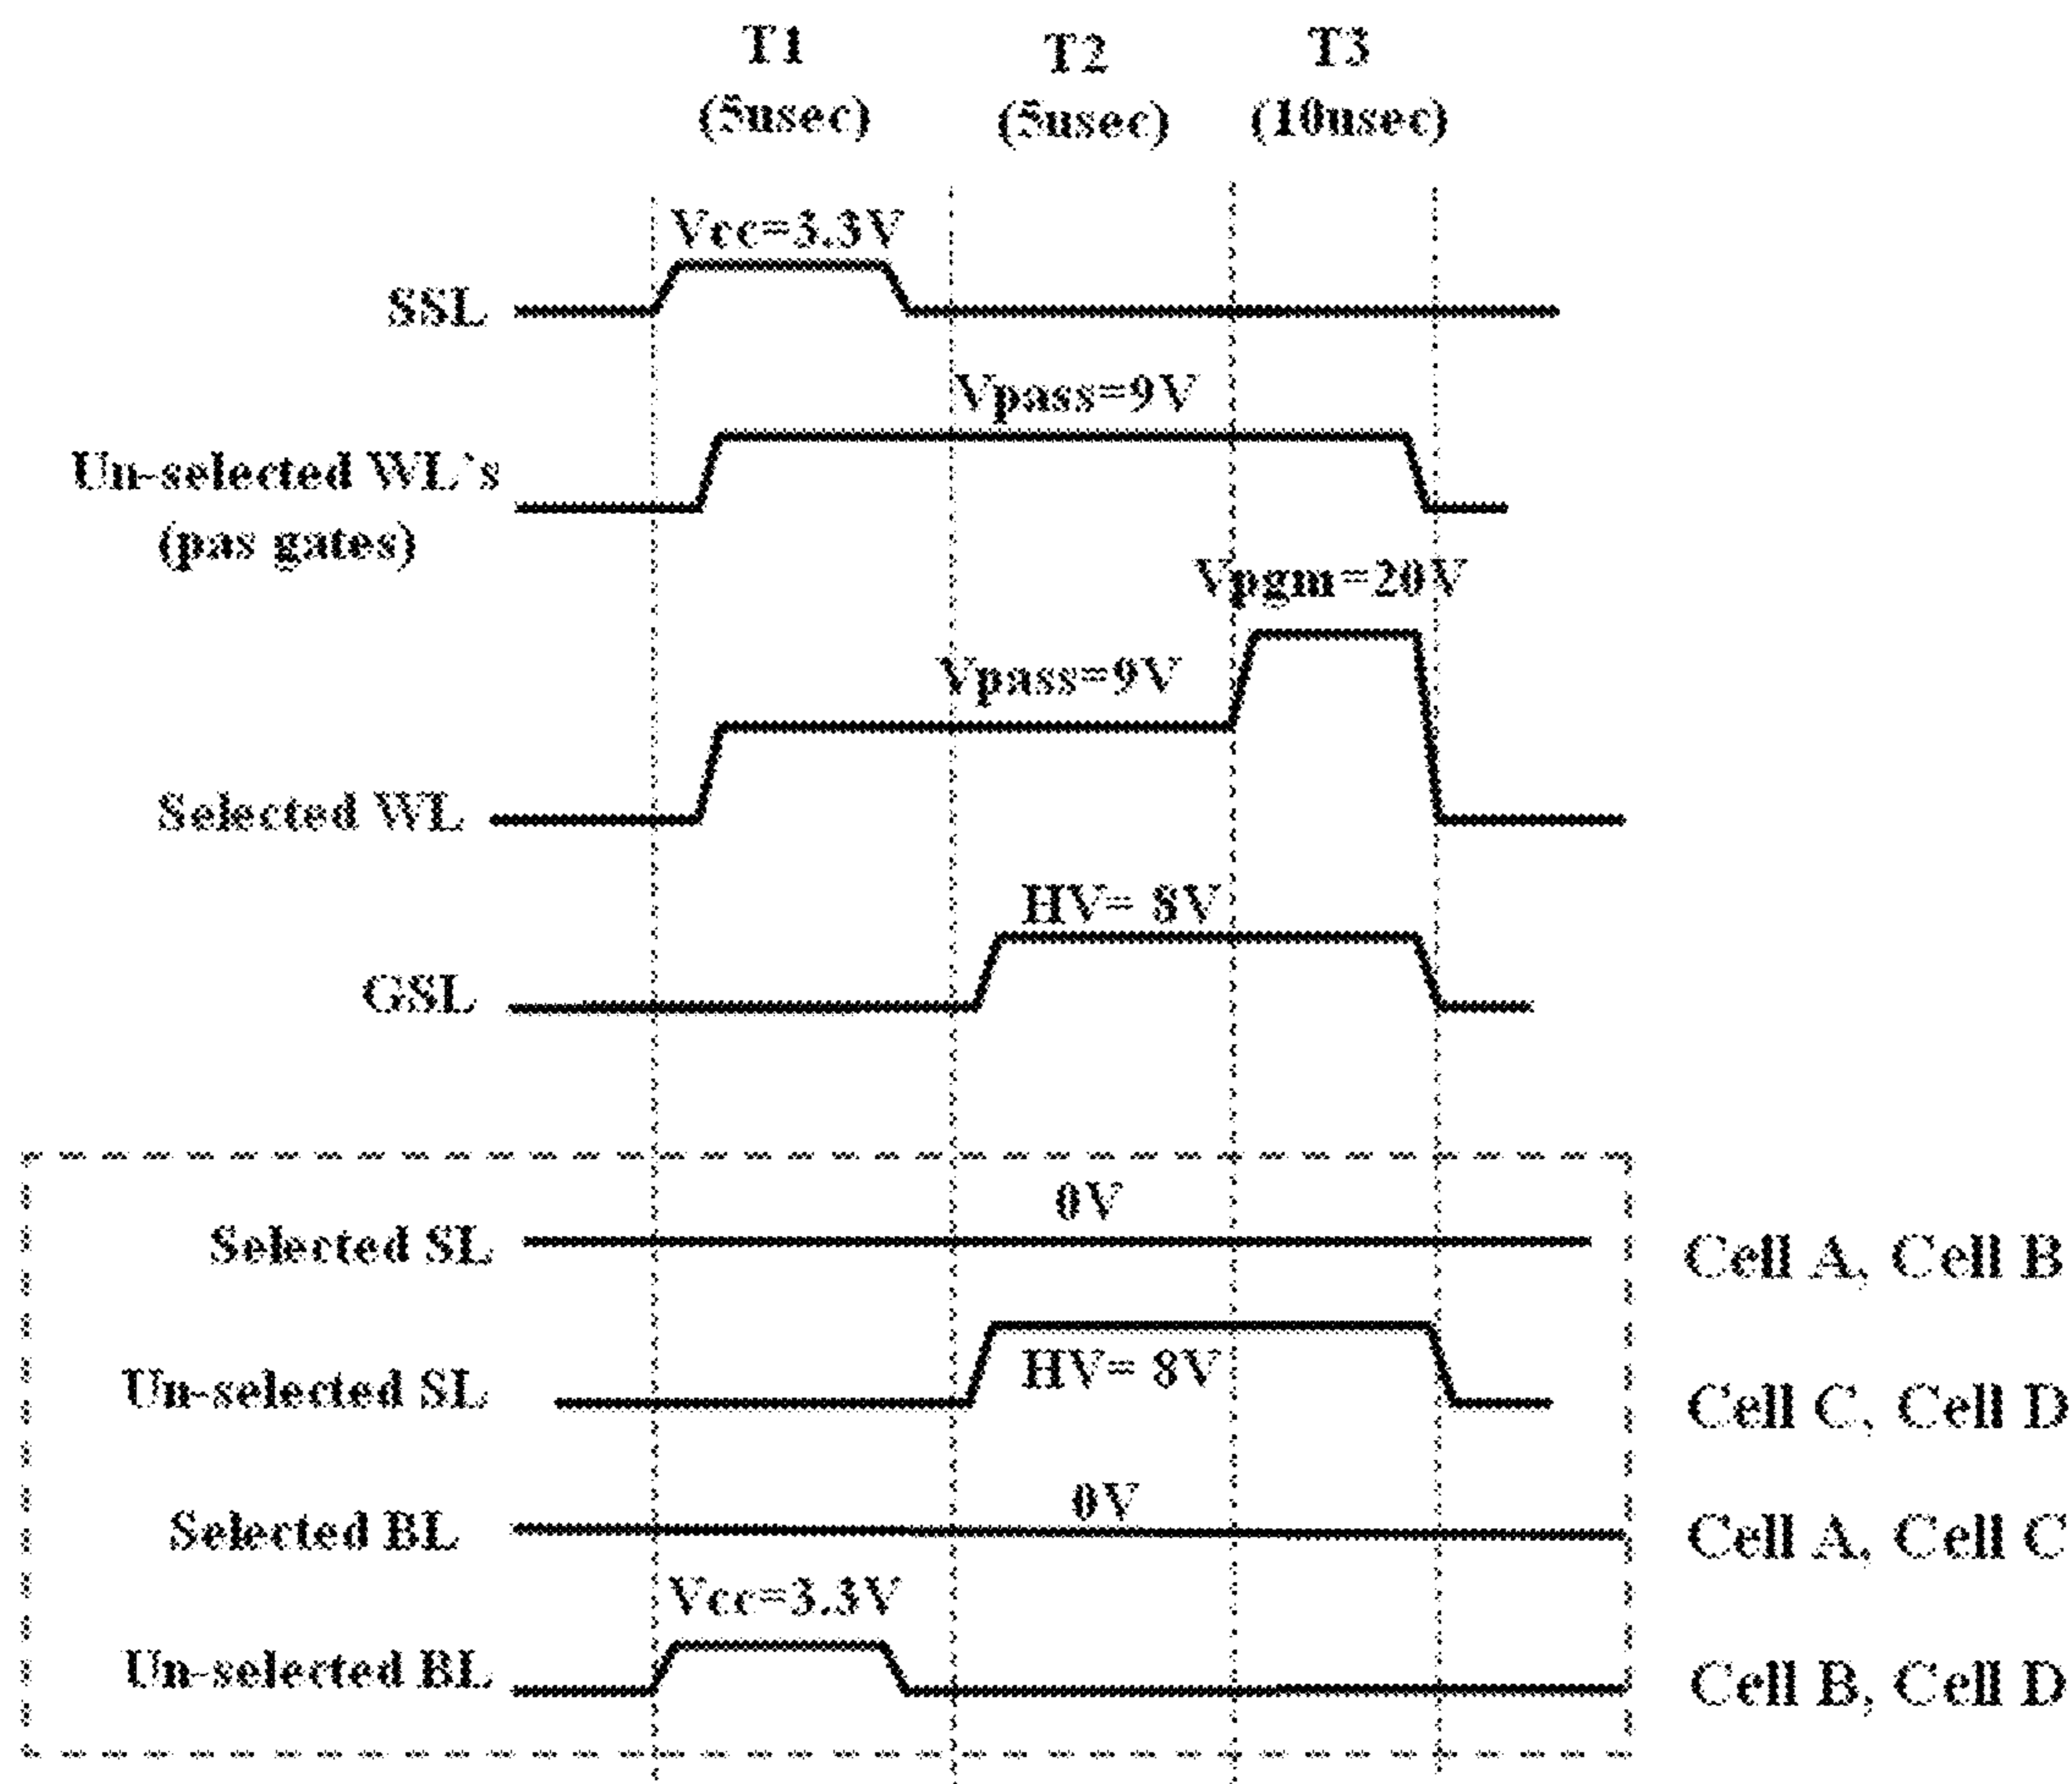 T1 T2 T3
(5usec) (5usec) (10usec)
Vcc=3.3V
SSL
Vpass=9V
Un-selected WL`s
(pas gates)
Vpgm=20V
Vpass=9V
Selected WL
HV= 8V
GSL
0V
Selected SL Cell A, Cell B
HV= 8V
Un-selected SL Cell C, Cell D
0V
Selected BL Cell A, Cell C
Vcc=3.3V
Un-selected BL Cell B, Cell D